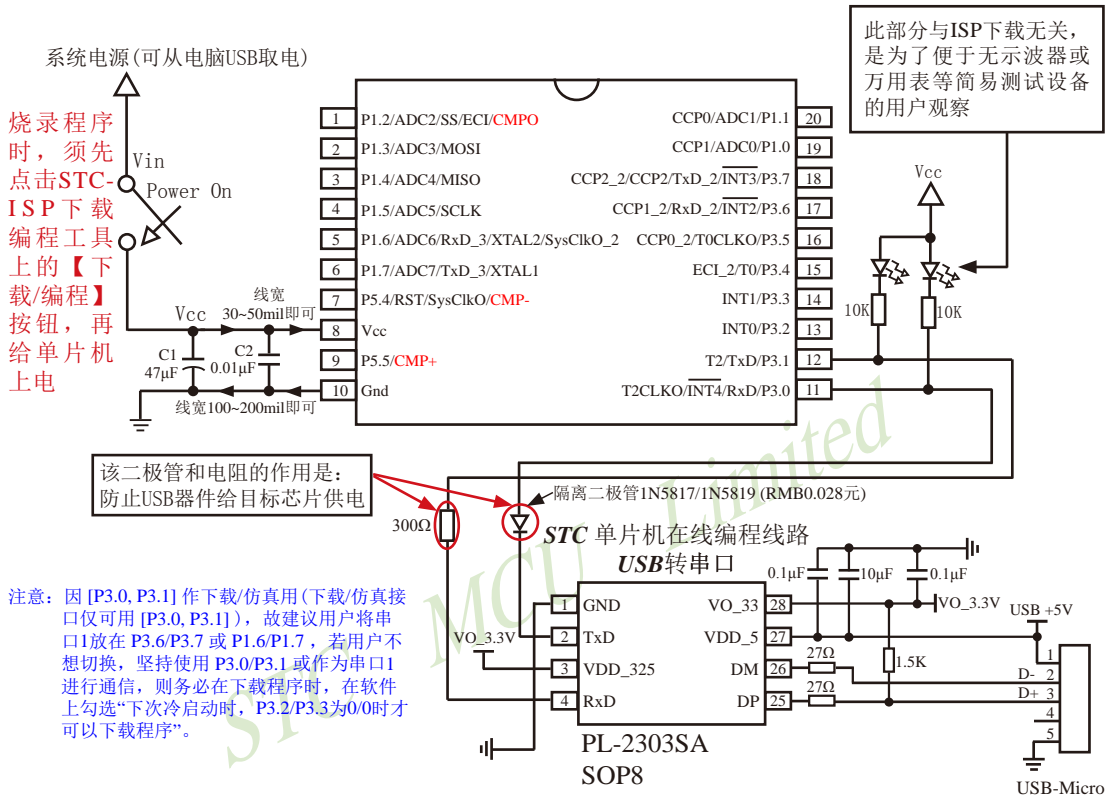 系统电源(可从电脑USB取电)
烧录程序
时，须先
点击STC-
ISP下载
编程工具
上的【下
载/编程】
按钮，再
给单片机
上电
Vin
Power On
Vcc
线宽
30~50mil即可
C1
47μF
C2
0.01μF
线宽100~200mil即可
1 P1.2/ADC2/SS/ECI/CMPO
2 P1.3/ADC3/MOSI
3 P1.4/ADC4/MISO
4 P1.5/ADC5/SCLK
5 P1.6/ADC6/RxD_3/XTAL2/SysClkO_2
6 P1.7/ADC7/TxD_3/XTAL1
7 P5.4/RST/SysClkO/CMP-
8 Vcc
9 P5.5/CMP+
10 Gnd
CCP0/ADC1/P1.1 20
CCP1/ADC0/P1.0 19
CCP2_2/CCP2/TxD_2/INT3/P3.7 18
CCP1_2/RxD_2/INT2/P3.6 17
CCP0_2/T0CLKO/P3.5 16
ECI_2/T0/P3.4 15
INT1/P3.3 14
INT0/P3.2 13
T2/TxD/P3.1 12
T2CLKO/INT4/RxD/P3.0 11
此部分与ISP下载无关，
是为了便于无示波器或
万用表等简易测试设备
的用户观察
Vcc
10K
10K
该二极管和电阻的作用是：
防止USB器件给目标芯片供电
300Ω
隔离二极管1N5817/1N5819 (RMB0.028元)
STC 单片机在线编程线路
USB转串口
注意：因 [P3.0, P3.1] 作下载/仿真用(下载/仿真接
口仅可用 [P3.0, P3.1] )，故建议用户将串
口1放在 P3.6/P3.7 或 P1.6/P1.7，若用户不
想切换，坚持使用 P3.0/P3.1 或作为串口1
进行通信，则务必在下载程序时，在软件
上勾选“下次冷启动时，P3.2/P3.3为0/0时才
可以下载程序”。
VO_3.3V
1 GND
2 TxD
3 VDD_325
4 RxD
VO_33 28
VDD_5 27
DM 26
DP 25
PL-2303SA
SOP8
0.1μF
10μF
0.1μF
VO_3.3V
USB +5V
27Ω
27Ω
1.5K
1
D- 2
D+ 3
4
5
USB-Micro
STC MCU Limited